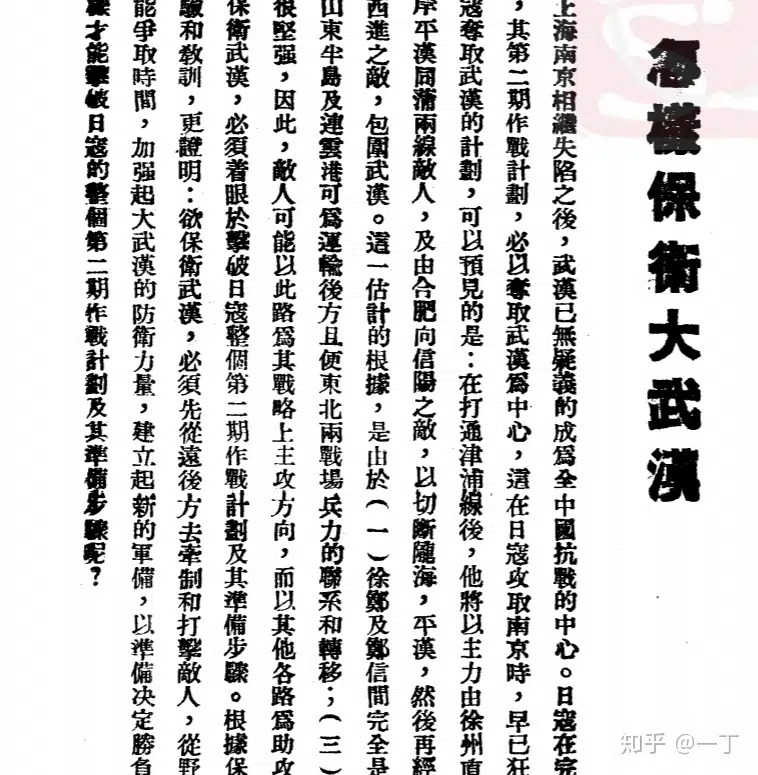 怎樣保衛大武漢
上海南京相繼失陷之後，武漢已無疑義的成爲全中國抗戰的中心。日寇在完
，其第二期作戰計劃，必以奪取武漢爲中心，這在日寇攻取南京時，早已狂
寇奪取武漢的計劃，可以預見的是：在打通津浦線後，他將以主力由徐州直
岸平漢同蒲兩線敵人，及由合肥向信陽之敵，以切斷隴海，平漢，然後再經
西進之敵，包圍武漢。這一估計的根據，是由於（一）徐鄭及鄭信間完全是
山東半島及連雲港可爲運輸後方且便東北兩戰場兵力的聯系和轉移；（三）
很堅强，因此，敵人可能以此路爲其戰略上主攻方向，而以其他各路爲助攻
保衛武漢，必須着眼於擊破日寇整個第二期作戰計劃及其準備步驟。根據保
驗和敎訓，更證明：欲保衛武漢，必須先從遠後方去牽制和打擊敵人，從野
能爭取時間，加强起大武漢的防衛力量，建立起新的軍備，以準備决定勝負
才能擊破日寇的整個第二期作戰計劃及其準備步驟呢？
知乎 @一丁